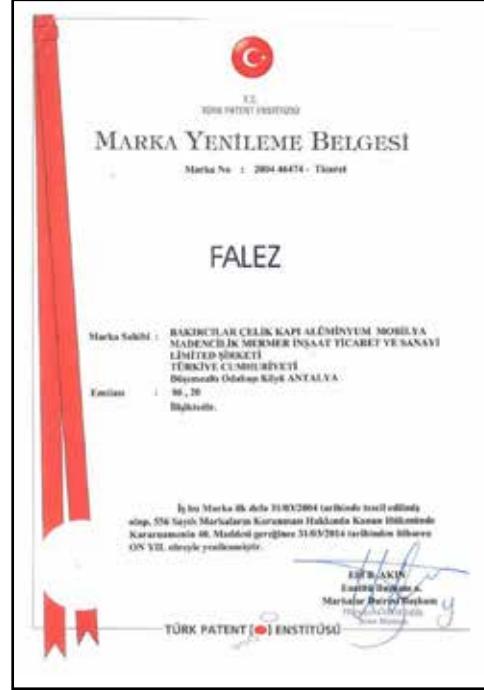 T.C.
TÜRK PATENT ENSTİTÜSÜ
MARKA YENİLEME BELGESİ
Marka No : 2004 46474 - Ticaret
FALEZ
Marka Sahibi : BAKIRCILAR ÇELİK KAPI ALÜMİNYUM MOBİLYA
MADENCİLİK MERMER İNŞAAT TİCARET VE SANAYİ
LİMİTED ŞİRKETİ
TÜRKİYE CUMHURİYETİ
Düşemealtı Odabaşı Köyü ANTALYA
Emtiası : 06 , 20
İlişiktedir.
İş bu Marka ilk defa 31/03/2004 tarihinde tescil edilmiş
olup, 556 Sayılı Markaların Korunması Hakkında Kanun Hükmünde
Kararnamenin 40. Maddesi gereğince 31/03/2014 tarihinden itibaren
ON YIL süreyle yenilenmiştir.
Elif B. AKIN
Enstitü Başkanı a.
Markalar Dairesi Başkanı
TÜRK PATENT ENSTİTÜSÜ